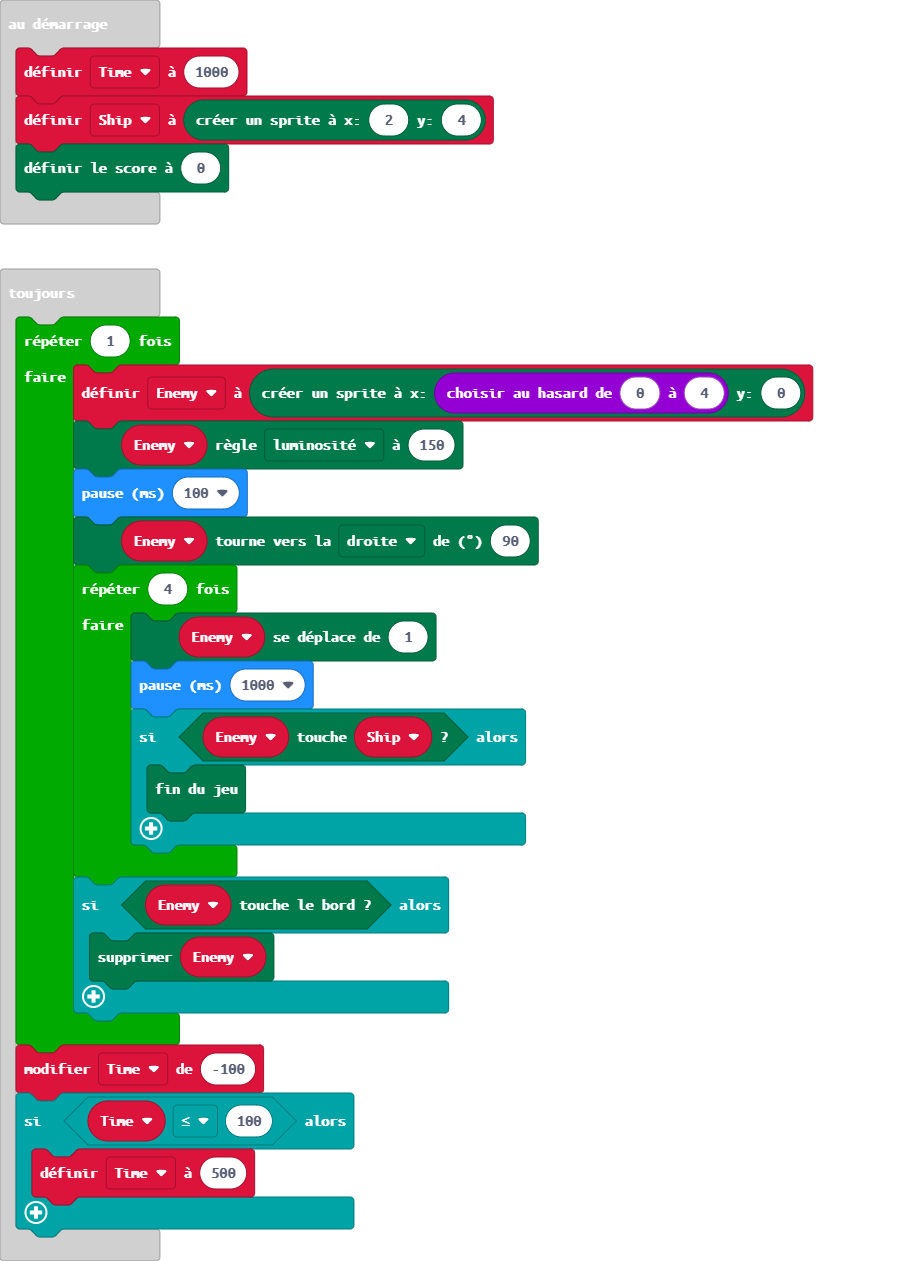 au démarrage
définir Time à 1000
définir Ship à créer un sprite à x: 2 y: 4
définir le score à 0
toujours
répéter 1 fois
faire
définir Enemy à créer un sprite à x: choisir au hasard de 0 à 4 y: 0
Enemy règle luminosité à 150
pause (ms) 100
Enemy tourne vers la droite de (°) 90
répéter 4 fois
faire
Enemy se déplace de 1
pause (ms) 1000
si Enemy touche Ship ? alors
fin du jeu
si Enemy touche le bord ? alors
supprimer Enemy
modifier Time de -100
si Time ≤ 100 alors
définir Time à 500